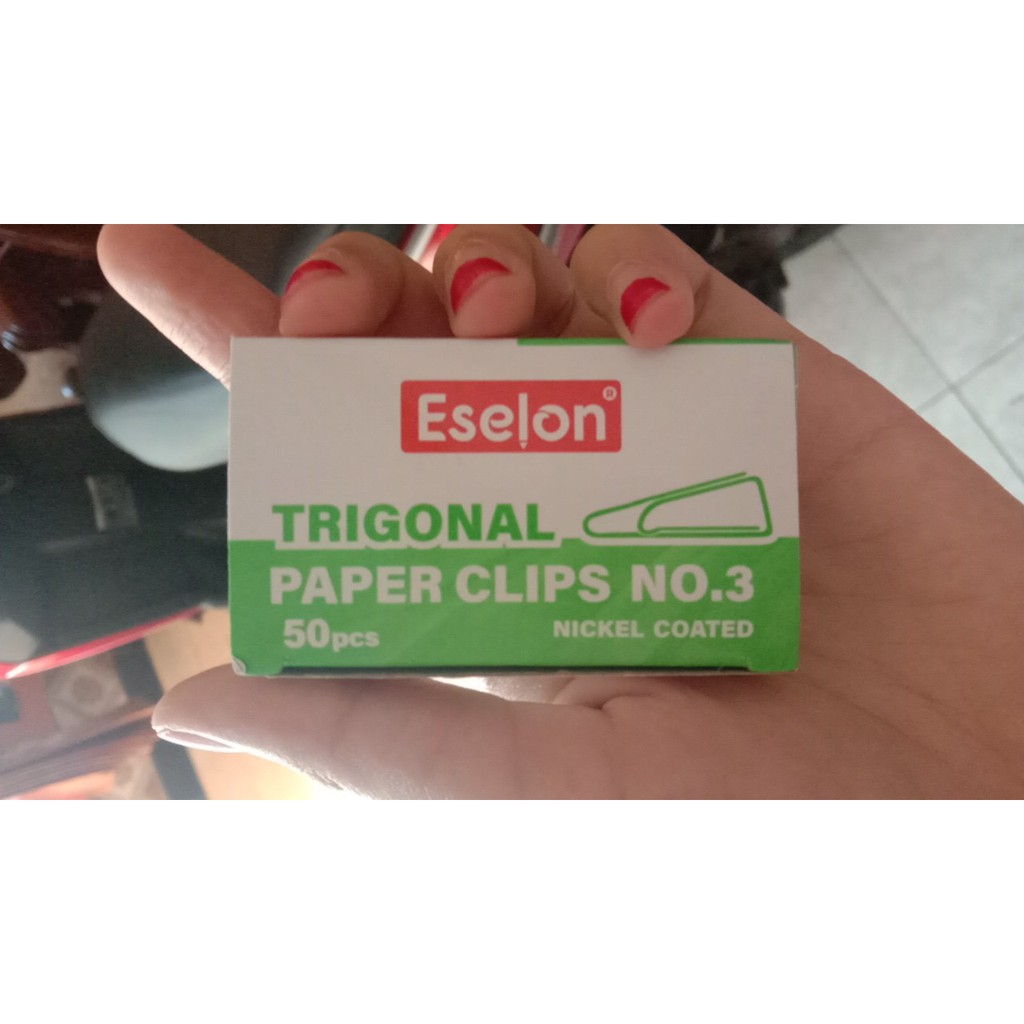 Eselon®
TRIGONAL
PAPER CLIPS NO.3
50pcs NICKEL COATED